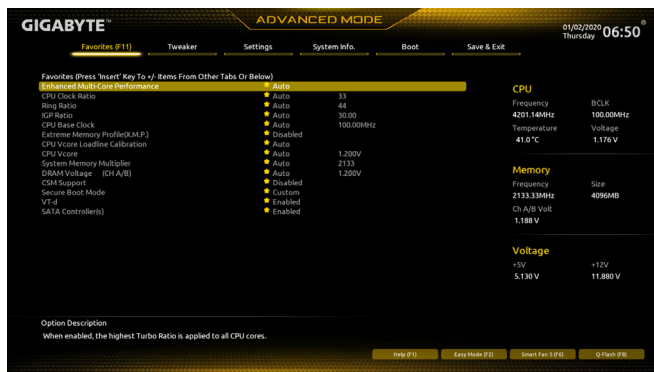 GIGABYTE™
ADVANCED MODE
01/02/2020
Thursday
06:50
Favorites (F11) Tweaker Settings System Info. Boot Save & Exit
Favorites (Press 'Insert' Key To +/- Items From Other Tabs Or Below)
Enhanced Multi-Core Performance Auto
CPU Clock Ratio Auto 33
Ring Ratio Auto 44
IGP Ratio Auto 30.00
CPU Base Clock Auto 100.00MHz
Extreme Memory Profile(X.M.P.) Disabled
CPU Vcore Loadline Calibration Auto
CPU Vcore Auto 1.200V
System Memory Multiplier Auto 2133
DRAM Voltage (CH A/B) Auto 1.200V
CSM Support Disabled
Secure Boot Mode Custom
VT-d Enabled
SATA Controller(s) Enabled
CPU
Frequency BCLK
4201.14MHz 100.00MHz
Temperature Voltage
41.0 °C 1.176 V
Memory
Frequency Size
2133.33MHz 4096MB
Ch A/B Volt
1.188 V
Voltage
+5V +12V
5.130 V 11.880 V
Option Description
When enabled, the highest Turbo Ratio is applied to all CPU cores.
Help (F1) Easy Mode (F2) Smart Fan 5 (F6) Q-Flash (F8)